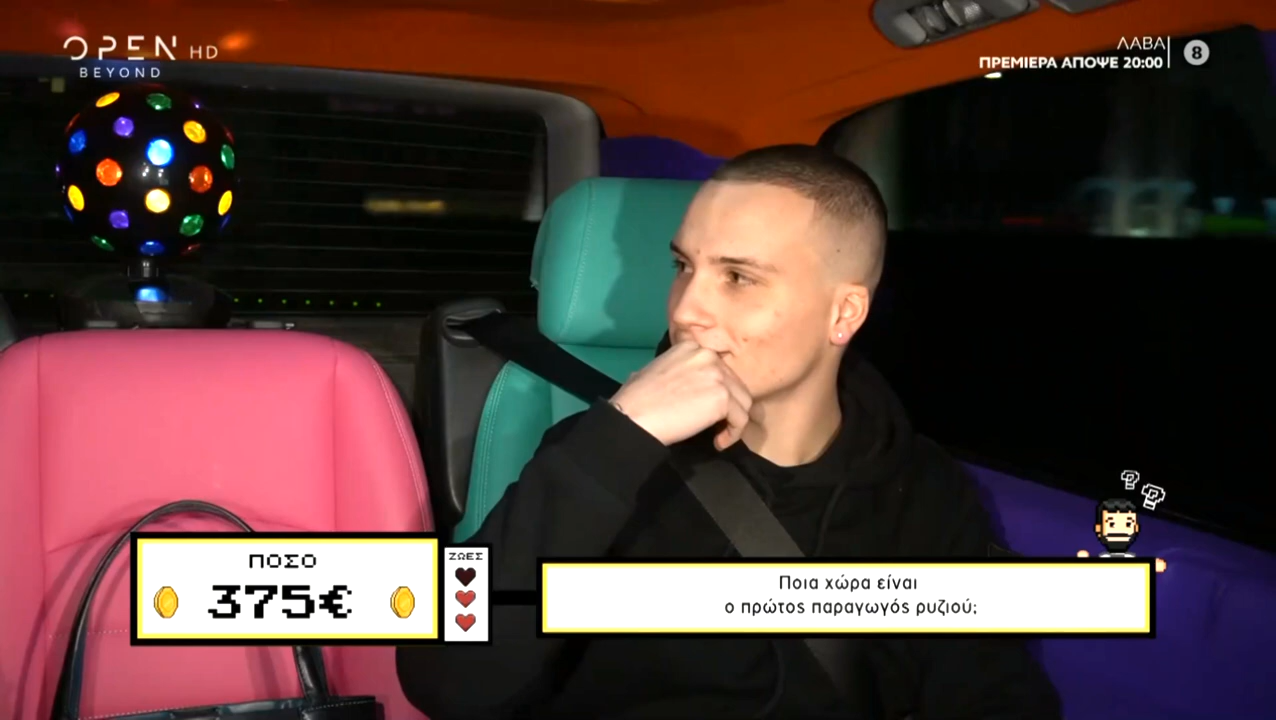 OPEN HD
BEYOND
ΛΑΒΑ
ΠΡΕΜΙΕΡΑ ΑΠΟΨΕ 20:00
8
ΠΟΣΟ
375€
ΖΩΕΣ
Ποια χώρα είναι
ο πρώτος παραγωγός ρυζιού;